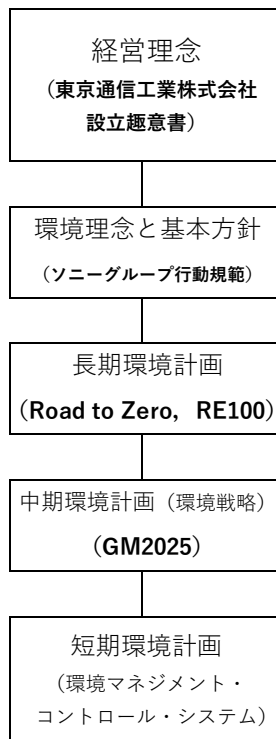 経営理念
（東京通信工業株式会社
設立趣意書）
環境理念と基本方針
（ソニーグループ行動規範）
長期環境計画
（Road to Zero，RE100）
中期環境計画（環境戦略）
（GM2025）
短期環境計画
（環境マネジメント・
コントロール・システム）